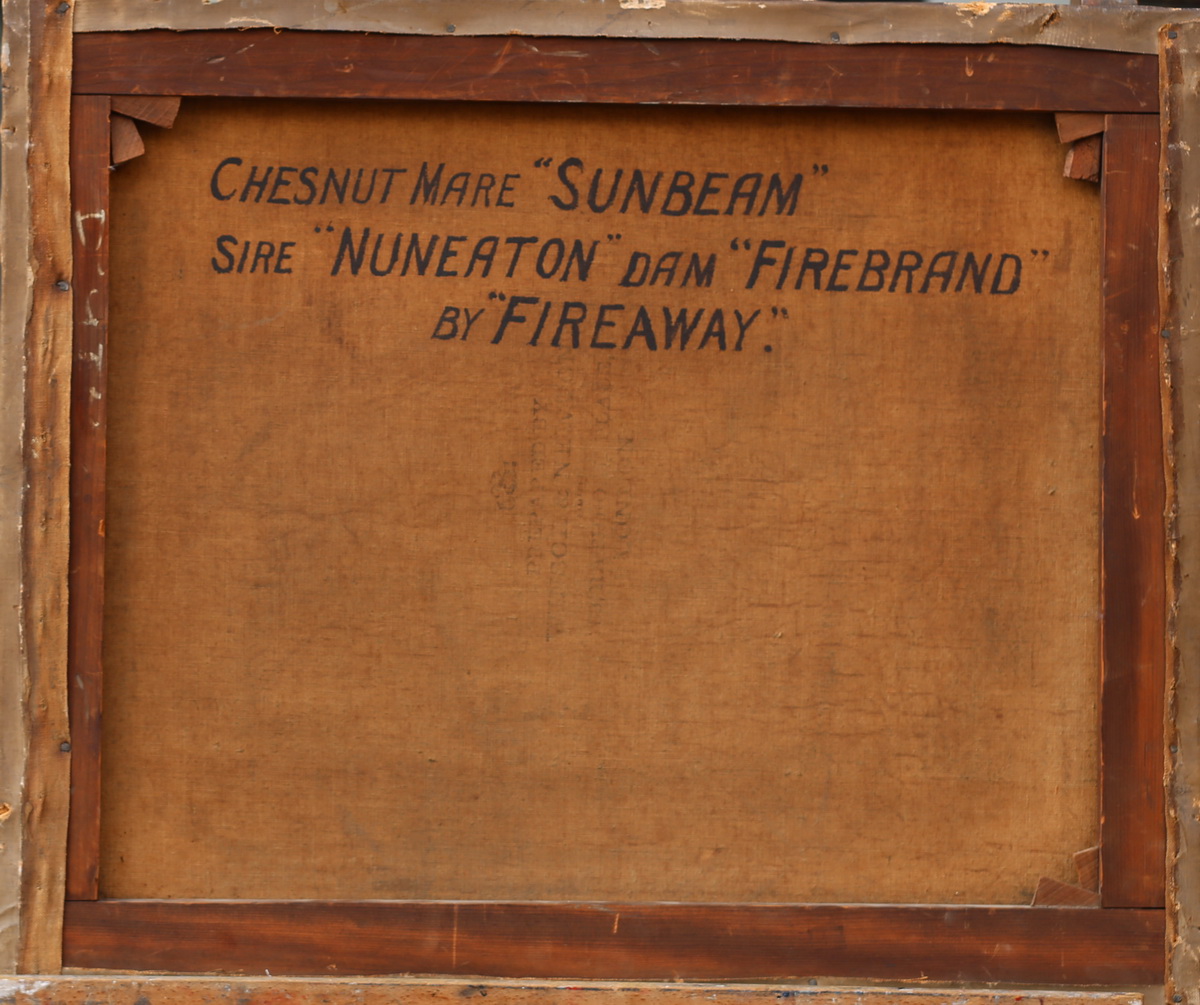 CHESNUT MARE “SUNBEAM”
SIRE “NUNEATON” DAM “FIREBRAND”
BY “FIREAWAY.”